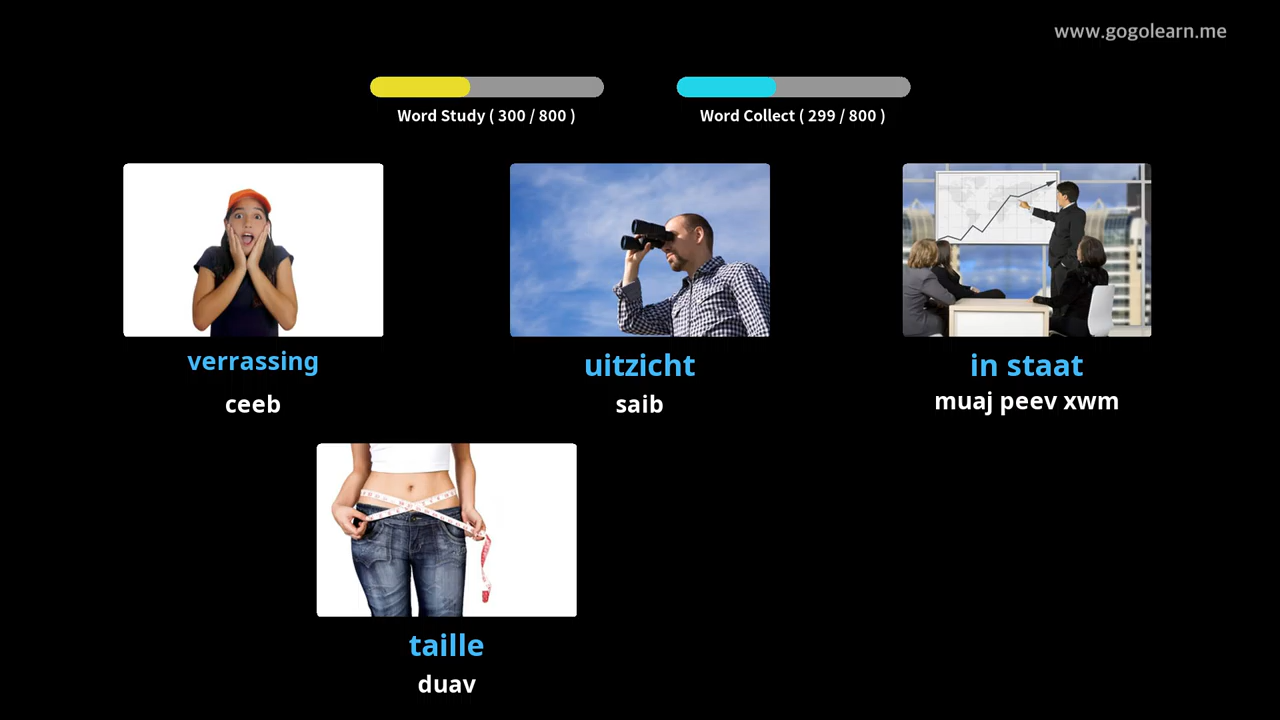 www.gogolearn.me
Word Study ( 300 / 800 )
Word Collect ( 299 / 800 )
verrassing
ceeb
uitzicht
saib
in staat
muaj peev xwm
taille
duav